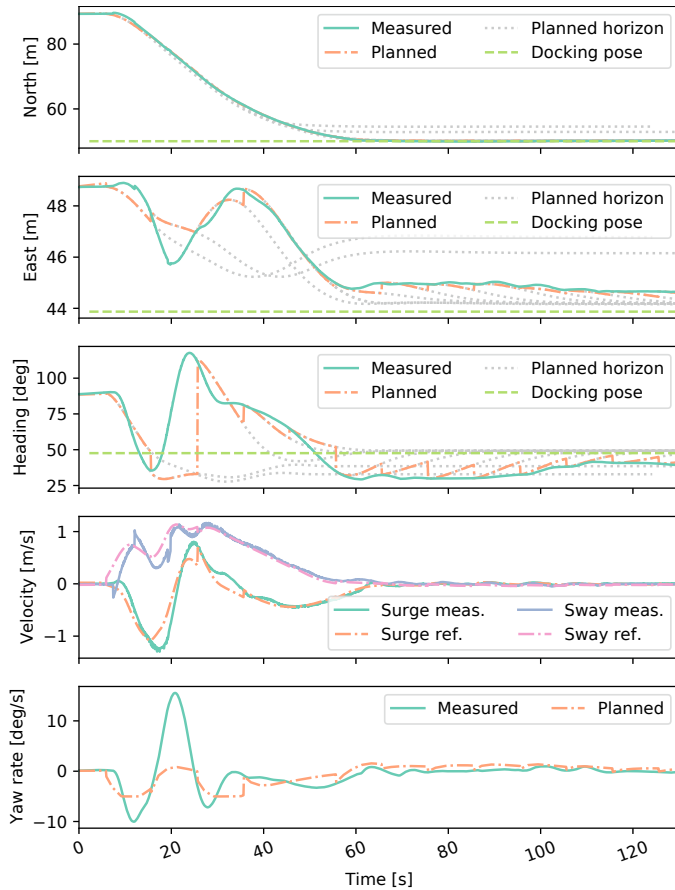 North [m]
80
60
Measured
Planned
Planned horizon
Docking pose
East [m]
48
46
44
Measured
Planned
Planned horizon
Docking pose
Heading [deg]
100
75
50
25
Measured
Planned
Planned horizon
Docking pose
Velocity [m/s]
1
0
−1
Surge meas.
Surge ref.
Sway meas.
Sway ref.
Yaw rate [deg/s]
10
0
−10
Measured
Planned
0
20
40
60
80
100
120
Time [s]